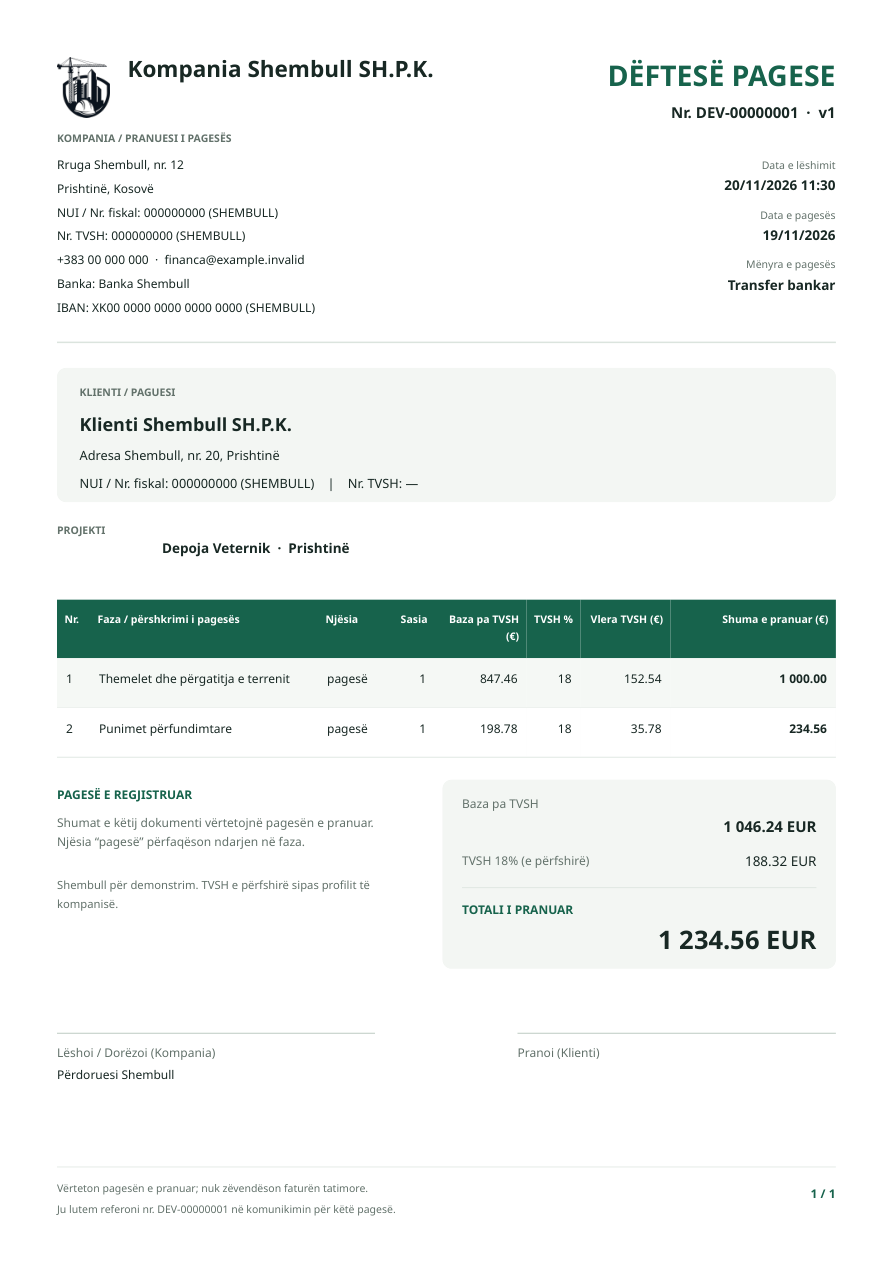 Kompania Shembull SH.P.K.
DËFTESË PAGESE
Nr. DEV-00000001 · v1
KOMPANIA / PRANUESI I PAGESËS
Rruga Shembull, nr. 12
Prishtinë, Kosovë
NUI / Nr. fiskal: 000000000 (SHEMBULL)
Nr. TVSH: 000000000 (SHEMBULL)
+383 00 000 000 · financa@example.invalid
Banka: Banka Shembull
IBAN: XK00 0000 0000 0000 0000 (SHEMBULL)
Data e lëshimit
20/11/2026 11:30
Data e pagesës
19/11/2026
Mënyra e pagesës
Transfer bankar
KLIENTI / PAGUESI
Klienti Shembull SH.P.K.
Adresa Shembull, nr. 20, Prishtinë
NUI / Nr. fiskal: 000000000 (SHEMBULL) | Nr. TVSH: —
PROJEKTI
Depoja Veternik · Prishtinë
Nr. Faza / përshkrimi i pagesës Njësia Sasia Baza pa TVSH (€) TVSH % Vlera TVSH (€) Shuma e pranuar (€)
1 Themelet dhe përgatitja e terrenit pagesë 1 847.46 18 152.54 1 000.00
2 Punimet përfundimtare pagesë 1 198.78 18 35.78 234.56
PAGESË E REGJISTRUAR
Shumat e këtij dokumenti vërtetojnë pagesën e pranuar.
Njësia “pagesë” përfaqëson ndarjen në faza.
Shembull për demonstrim. TVSH e përfshirë sipas profilit të
kompanisë.
Baza pa TVSH
1 046.24 EUR
TVSH 18% (e përfshirë) 188.32 EUR
TOTALI I PRANUAR
1 234.56 EUR
Lëshoi / Dorëzoi (Kompania)
Përdoruesi Shembull
Pranoi (Klienti)
Vërteton pagesën e pranuar; nuk zëvendëson faturën tatimore.
Ju lutem referoni nr. DEV-00000001 në komunikimin për këtë pagesë.
1 / 1